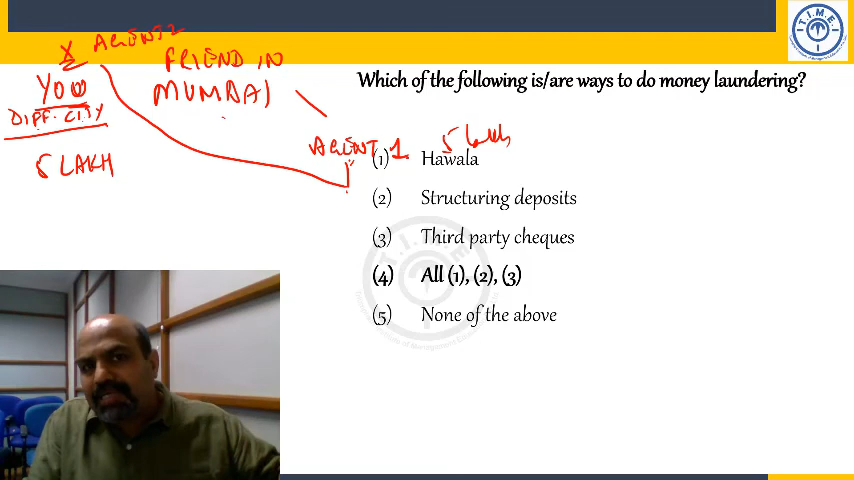 X AGENT 2
YOU
DIFF. CITY
5 LAKH
FRIEND IN
MUMBAI
AGENT 1.
5 lakh
T.I.M.E.
Which of the following is/are ways to do money laundering?
(1) Hawala
(2) Structuring deposits
(3) Third party cheques
(4) All (1), (2), (3)
(5) None of the above